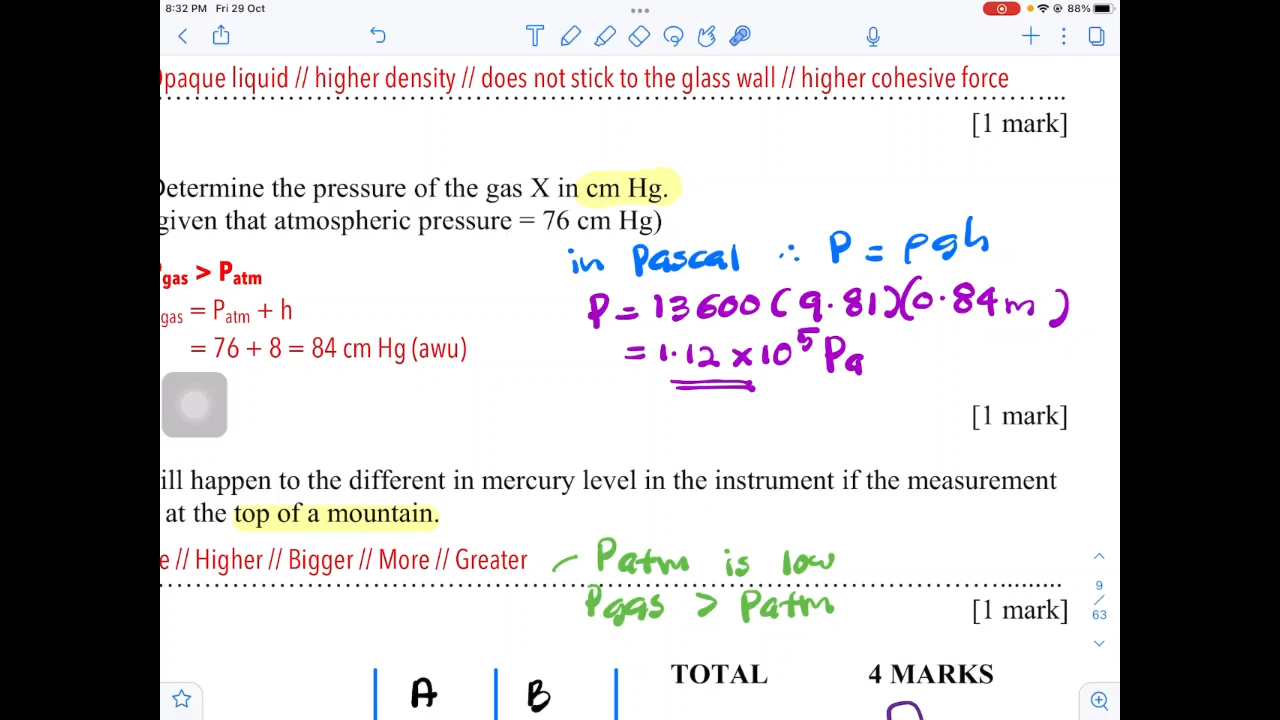 8:32 PM Fri 29 Oct
88%
T
paque liquid // higher density // does not stick to the glass wall // higher cohesive force
[1 mark]
Determine the pressure of the gas X in cm Hg.
given that atmospheric pressure = 76 cm Hg)
in Pascal ∴ P = ρgh
gas > Patm
P = 13600 (9.81)(0.84m)
gas = Patm + h
= 76 + 8 = 84 cm Hg (awu)
= 1.12 × 10⁵ Pa
[1 mark]
ill happen to the different in mercury level in the instrument if the measurement
at the top of a mountain.
e // Higher // Bigger // More // Greater
Patm is low
Pgas > Patm
[1 mark]
9
/
63
TOTAL 4 MARKS
A B